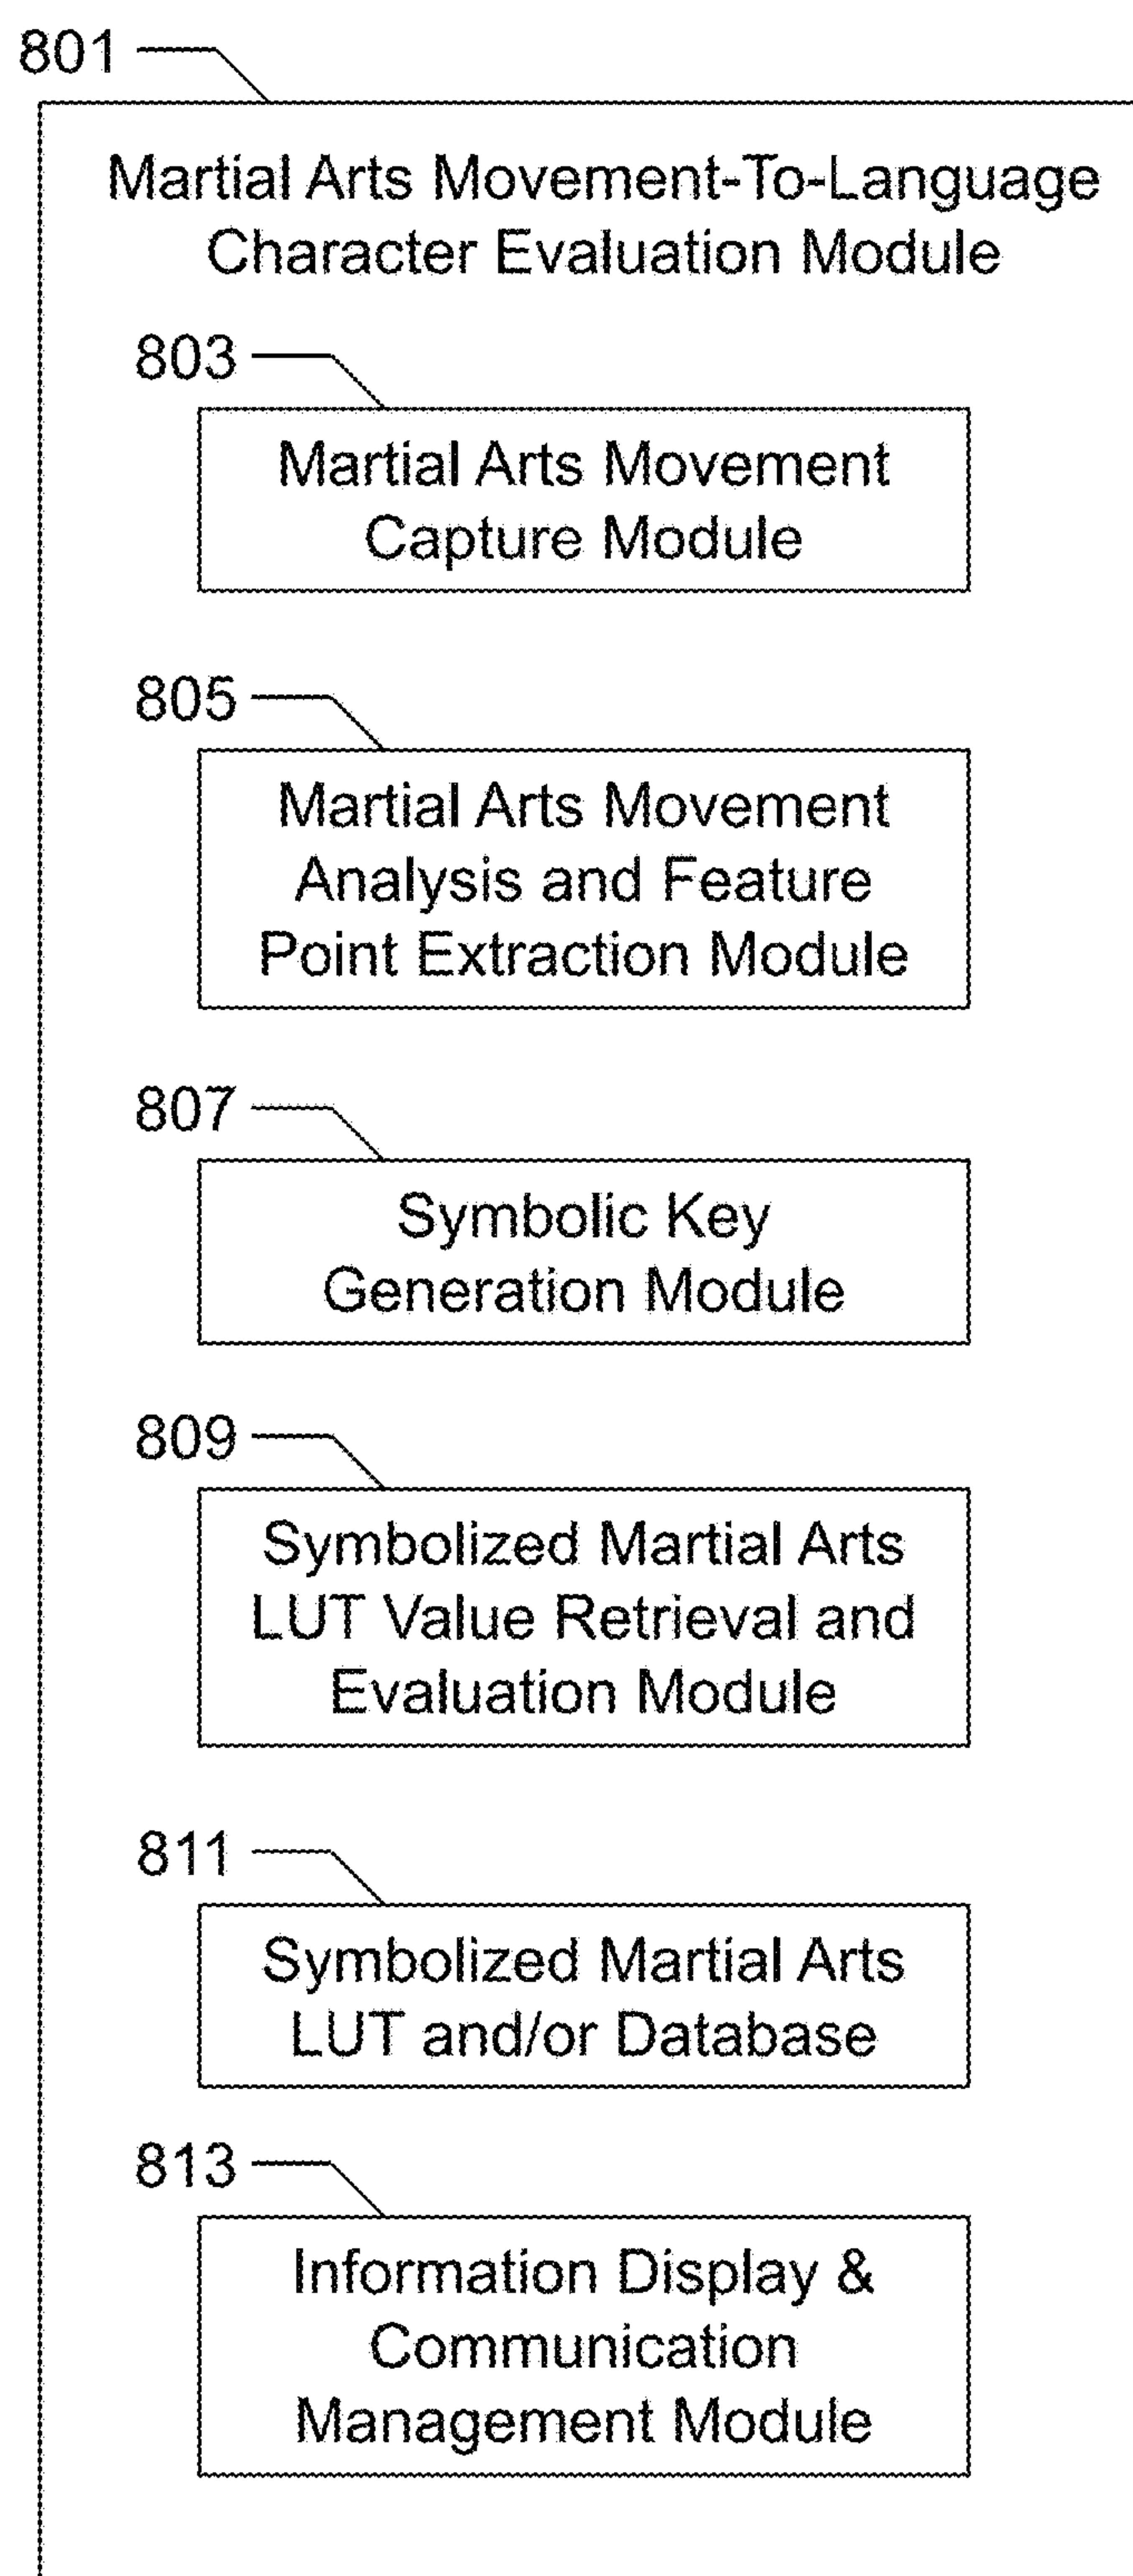 801
Martial Arts Movement-To-Language
Character Evaluation Module
803
Martial Arts Movement
Capture Module
805
Martial Arts Movement
Analysis and Feature
Point Extraction Module
807
Symbolic Key
Generation Module
809
Symbolized Martial Arts
LUT Value Retrieval and
Evaluation Module
811
Symbolized Martial Arts
LUT and/or Database
813
Information Display &
Communication
Management Module